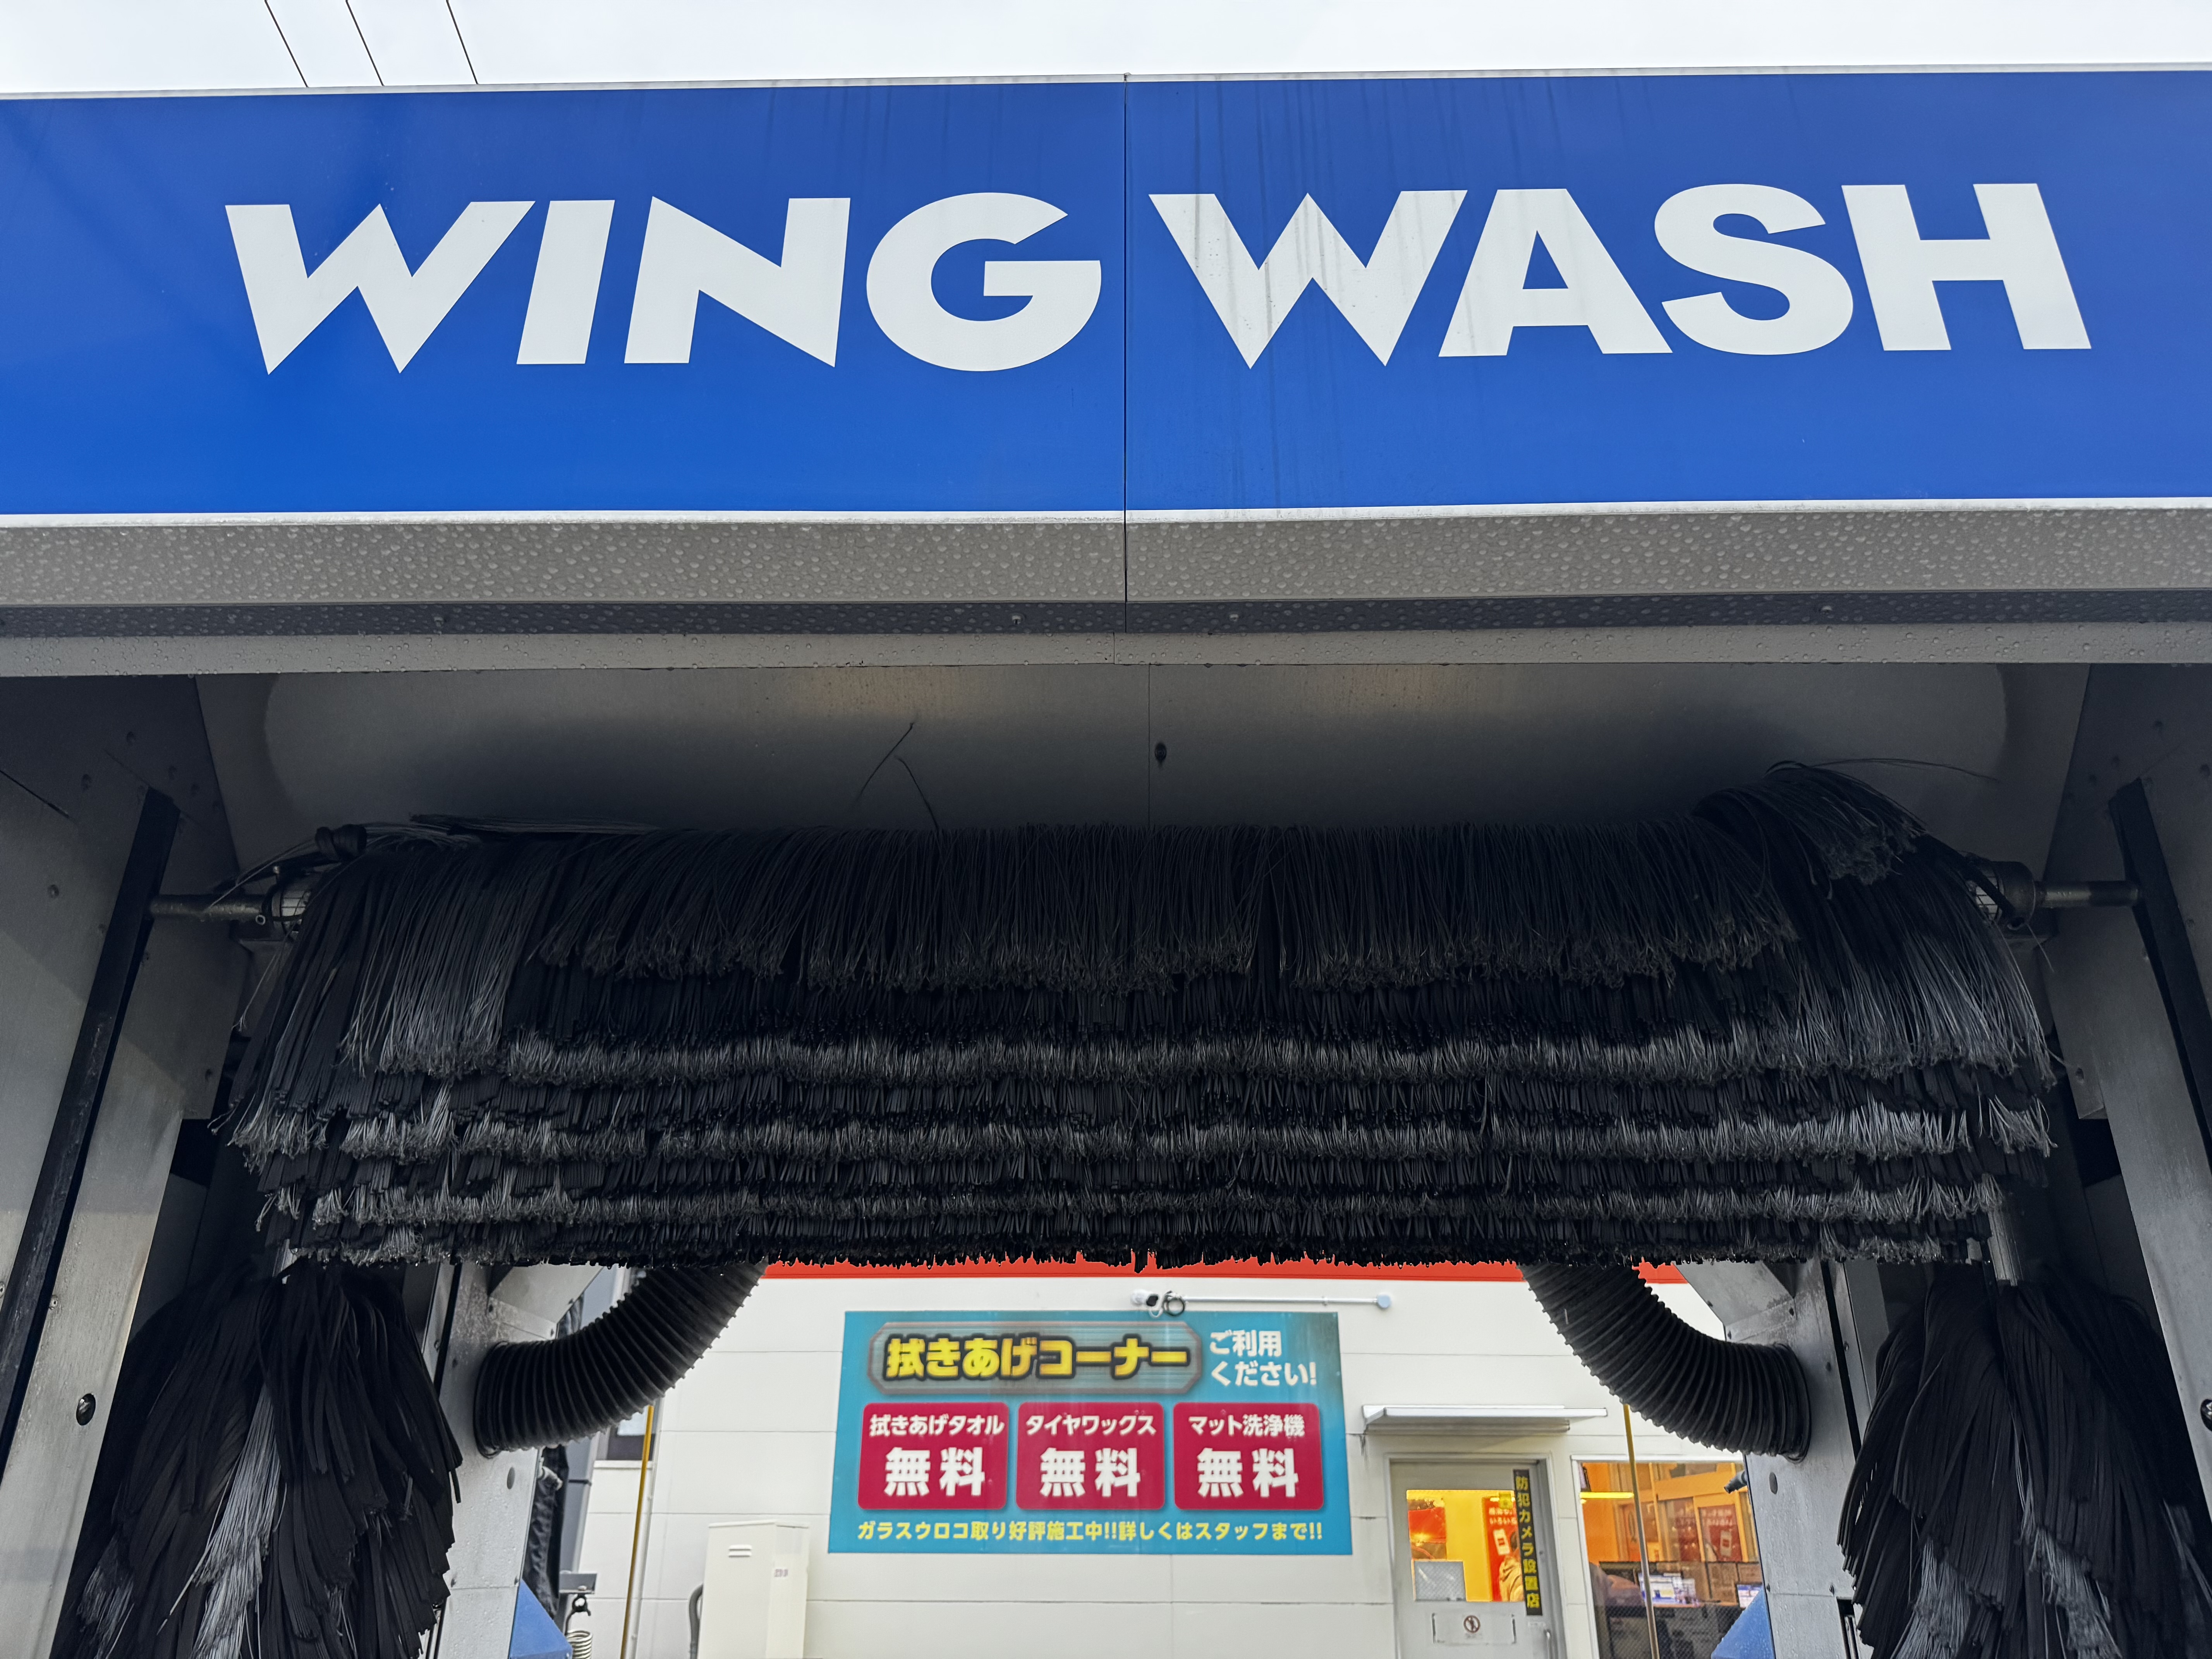 WING WASH
拭きあげコーナー
ご利用
ください!
拭きあげタオル
無料
タイヤワックス
無料
マット洗浄機
無料
ガラスウロコ取り好評施工中!!詳しくはスタッフまで!!
防犯カメラ設置店